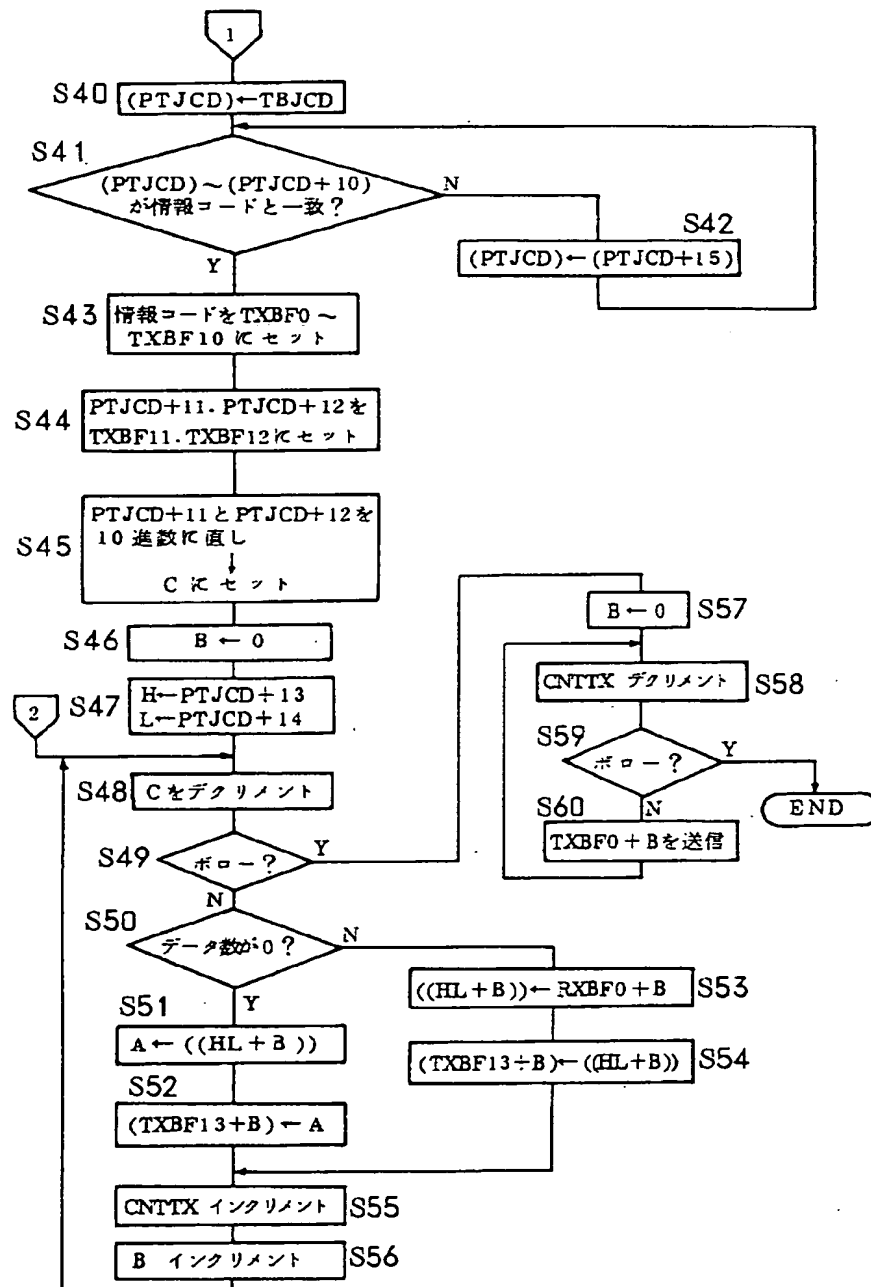 1
S40
(PTJCD)←TBJCD
S41
(PTJCD)～(PTJCD+10)
が情報コードと一致?
N
Y
S42
(PTJCD)←(PTJCD+15)
S43
情報コードをTXBF0～
TXBF10にセット
S44
PTJCD+11.PTJCD+12を
TXBF11.TXBF12にセット
S45
PTJCD+11とPTJCD+12を
10進数に直し
↓
Cにセット
S46
B←0
S47
H←PTJCD+13
L←PTJCD+14
2
S48
Cをデクリメント
S49
ボロー?
Y
N
S50
データ数が0?
N
Y
S51
A←((HL+B))
S52
(TXBF13+B)←A
S53
((HL+B))←RXBF0+B
S54
(TXBF13+B)←((HL+B))
S55
CNTTX インクリメント
S56
B インクリメント
S57
B←0
S58
CNTTX デクリメント
S59
ボロー?
Y
N
END
S60
TXBF0+Bを送信